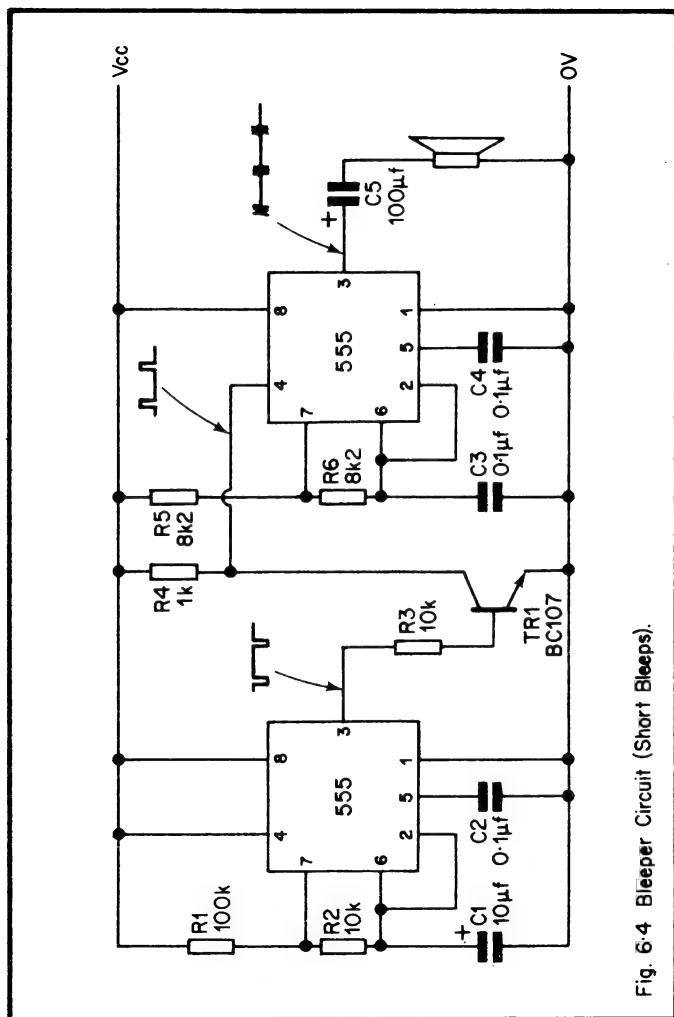 Vcc
R1
100k
R2
10k
C1
+
10µf
4
8
7
6
555
3
2
5
1
C2
0·1µf
R3
10k
TR1
BC107
R4
1k
R5
8k2
R6
8k2
C3
0·1µf
4
8
7
6
555
3
2
5
1
C4
0·1µf
+
C5
100µf
0V
Fig. 6·4 Bleeper Circuit (Short Bleeps).